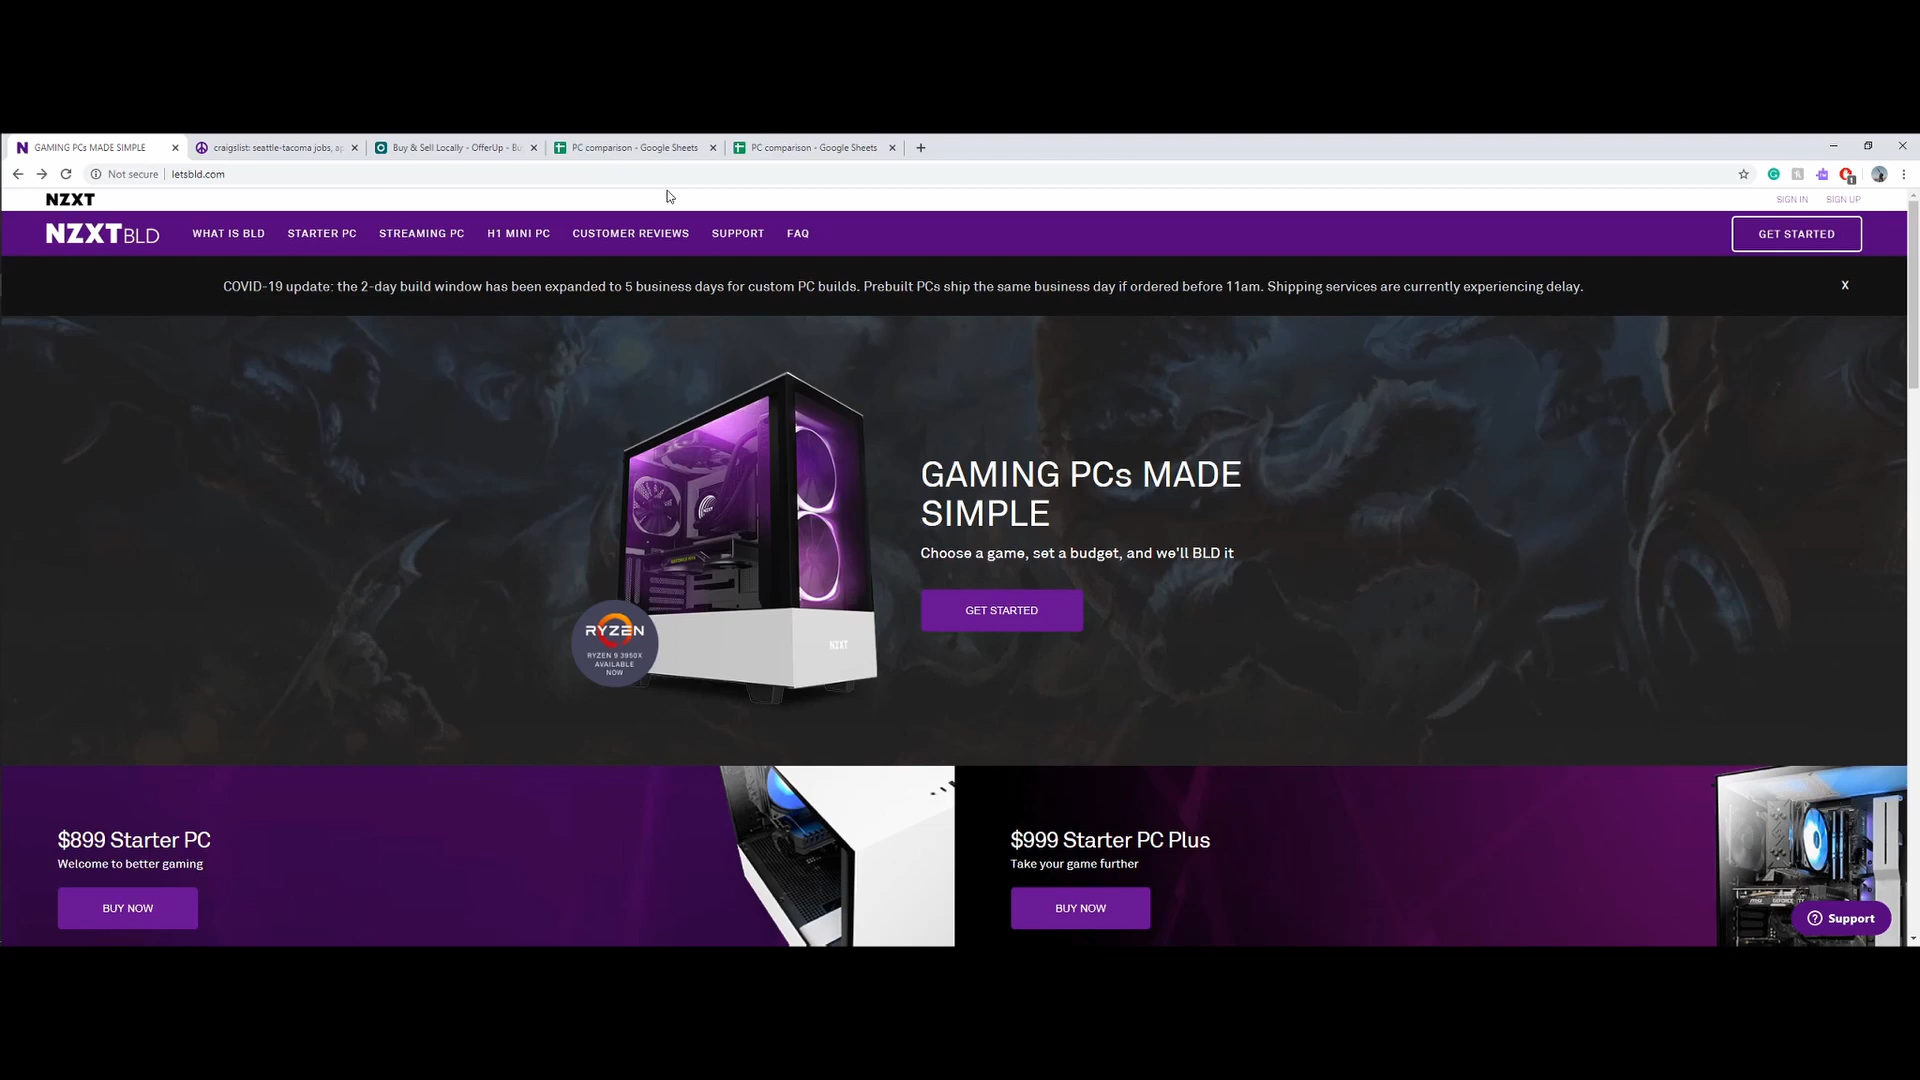 GAMING PCs MADE SIMPLE
craigslist: seattle-tacoma jobs, ap
Buy & Sell Locally - OfferUp - Bu
PC comparison - Google Sheets
PC comparison - Google Sheets
Not secure
letsbld.com
1
NZXT
SIGN IN
SIGN UP
NZXT BLD
WHAT IS BLD
STARTER PC
STREAMING PC
H1 MINI PC
CUSTOMER REVIEWS
SUPPORT
FAQ
GET STARTED
COVID-19 update: the 2-day build window has been expanded to 5 business days for custom PC builds. Prebuilt PCs ship the same business day if ordered before 11am. Shipping services are currently experiencing delay.
X
GAMING PCs MADE
SIMPLE
Choose a game, set a budget, and we'll BLD it
GET STARTED
RYZEN
RYZEN 9 3950X
AVAILABLE
NOW
NZXT
$899 Starter PC
Welcome to better gaming
BUY NOW
$999 Starter PC Plus
Take your game further
BUY NOW
Support